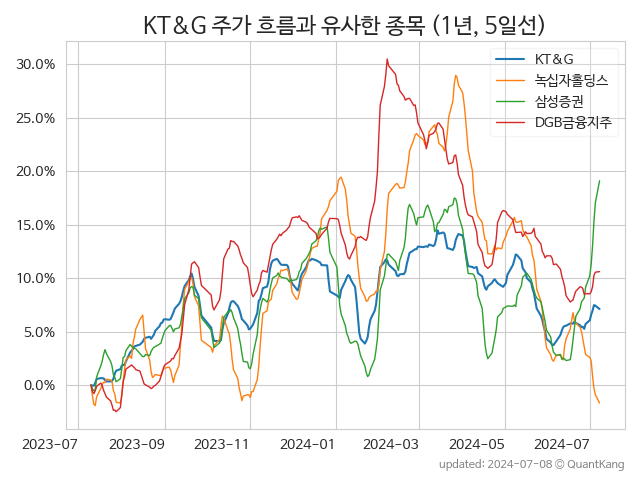 KT&G 주가 흐름과 유사한 종목 (1년, 5일선)
KT&G
녹십자홀딩스
삼성증권
DGB금융지주
30.0%
25.0%
20.0%
15.0%
10.0%
5.0%
0.0%
2023-07
2023-09
2023-11
2024-01
2024-03
2024-05
2024-07
updated: 2024-07-08 © QuantKang